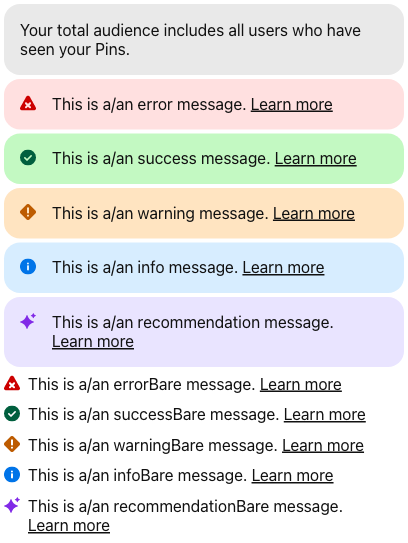 Your total audience includes all users who have
seen your Pins.
This is a/an error message. Learn more
This is a/an success message. Learn more
This is a/an warning message. Learn more
This is a/an info message. Learn more
This is a/an recommendation message.
Learn more
This is a/an errorBare message. Learn more
This is a/an successBare message. Learn more
This is a/an warningBare message. Learn more
This is a/an infoBare message. Learn more
This is a/an recommendationBare message.
Learn more